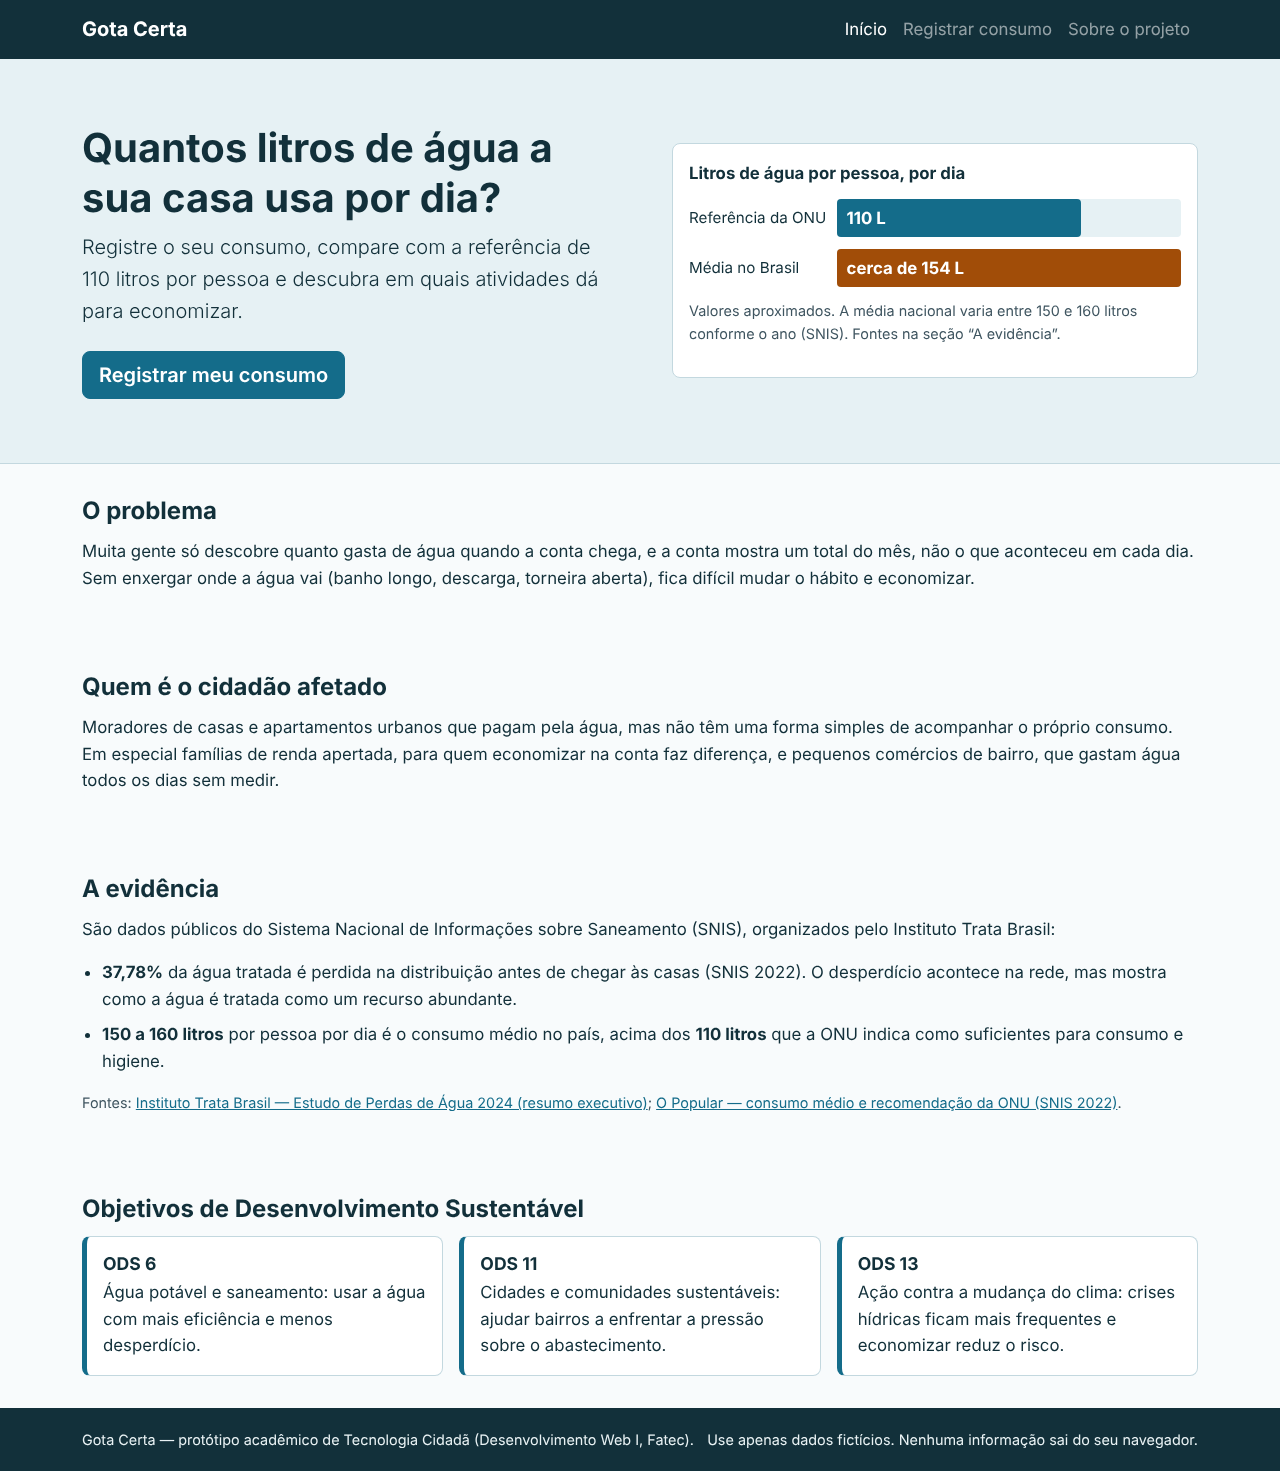 Gota Certa
Início Registrar consumo Sobre o projeto
Quantos litros de água a
sua casa usa por dia?
Registre o seu consumo, compare com a referência de
110 litros por pessoa e descubra em quais atividades dá
para economizar.
Registrar meu consumo
Litros de água por pessoa, por dia
Referência da ONU 110 L
Média no Brasil cerca de 154 L
Valores aproximados. A média nacional varia entre 150 e 160 litros
conforme o ano (SNIS). Fontes na seção “A evidência”.
O problema
Muita gente só descobre quanto gasta de água quando a conta chega, e a conta mostra um total do mês, não o que aconteceu em cada dia.
Sem enxergar onde a água vai (banho longo, descarga, torneira aberta), fica difícil mudar o hábito e economizar.
Quem é o cidadão afetado
Moradores de casas e apartamentos urbanos que pagam pela água, mas não têm uma forma simples de acompanhar o próprio consumo.
Em especial famílias de renda apertada, para quem economizar na conta faz diferença, e pequenos comércios de bairro, que gastam água
todos os dias sem medir.
A evidência
São dados públicos do Sistema Nacional de Informações sobre Saneamento (SNIS), organizados pelo Instituto Trata Brasil:
• 37,78% da água tratada é perdida na distribuição antes de chegar às casas (SNIS 2022). O desperdício acontece na rede, mas mostra
como a água é tratada como um recurso abundante.
• 150 a 160 litros por pessoa por dia é o consumo médio no país, acima dos 110 litros que a ONU indica como suficientes para consumo e
higiene.
Fontes: Instituto Trata Brasil — Estudo de Perdas de Água 2024 (resumo executivo); O Popular — consumo médio e recomendação da ONU (SNIS 2022).
Objetivos de Desenvolvimento Sustentável
ODS 6
Água potável e saneamento: usar a água
com mais eficiência e menos
desperdício.
ODS 11
Cidades e comunidades sustentáveis:
ajudar bairros a enfrentar a pressão
sobre o abastecimento.
ODS 13
Ação contra a mudança do clima: crises
hídricas ficam mais frequentes e
economizar reduz o risco.
Gota Certa — protótipo acadêmico de Tecnologia Cidadã (Desenvolvimento Web I, Fatec). Use apenas dados fictícios. Nenhuma informação sai do seu navegador.